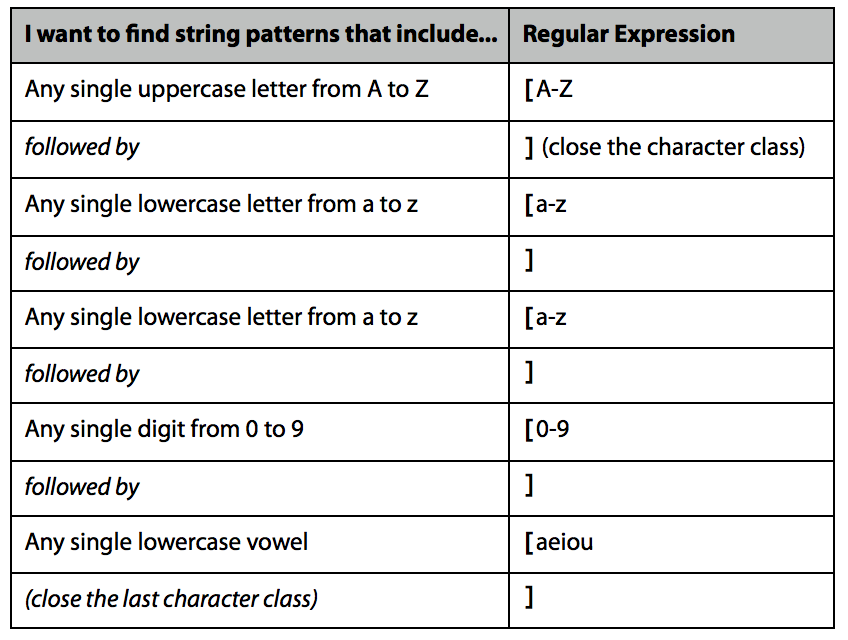 I want to find string patterns that include... Regular Expression
Any single uppercase letter from A to Z [A-Z
followed by ] (close the character class)
Any single lowercase letter from a to z [a-z
followed by ]
Any single lowercase letter from a to z [a-z
followed by ]
Any single digit from 0 to 9 [0-9
followed by ]
Any single lowercase vowel [aeiou
(close the last character class) ]